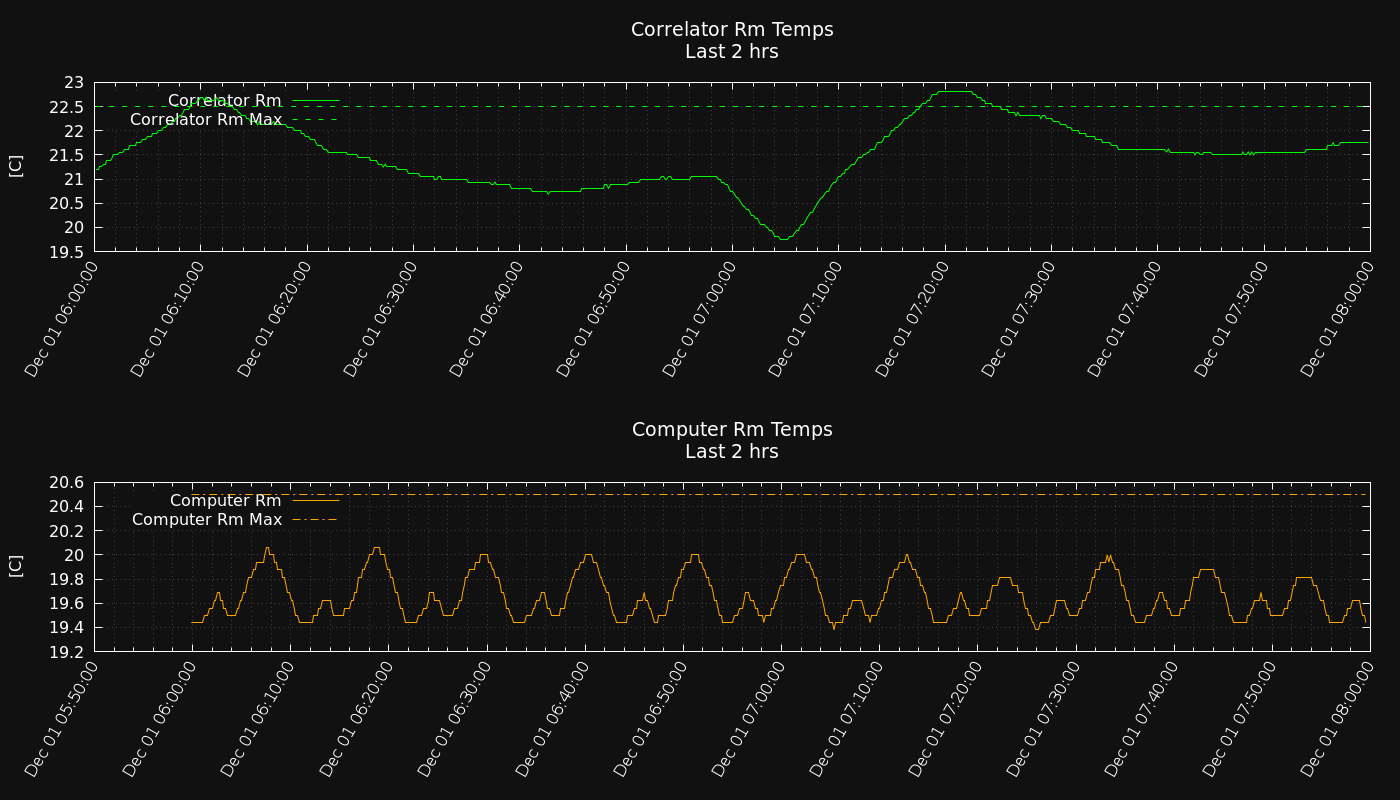 Correlator Rm Temps
Last 2 hrs
23
22.5
22
21.5
21
20.5
20
19.5
[C]
Correlator Rm
Correlator Rm Max
Dec 01 06:00:00
Dec 01 06:10:00
Dec 01 06:20:00
Dec 01 06:30:00
Dec 01 06:40:00
Dec 01 06:50:00
Dec 01 07:00:00
Dec 01 07:10:00
Dec 01 07:20:00
Dec 01 07:30:00
Dec 01 07:40:00
Dec 01 07:50:00
Dec 01 08:00:00
Computer Rm Temps
Last 2 hrs
20.6
20.4
20.2
20
19.8
19.6
19.4
19.2
[C]
Computer Rm
Computer Rm Max
Dec 01 05:50:00
Dec 01 06:00:00
Dec 01 06:10:00
Dec 01 06:20:00
Dec 01 06:30:00
Dec 01 06:40:00
Dec 01 06:50:00
Dec 01 07:00:00
Dec 01 07:10:00
Dec 01 07:20:00
Dec 01 07:30:00
Dec 01 07:40:00
Dec 01 07:50:00
Dec 01 08:00:00